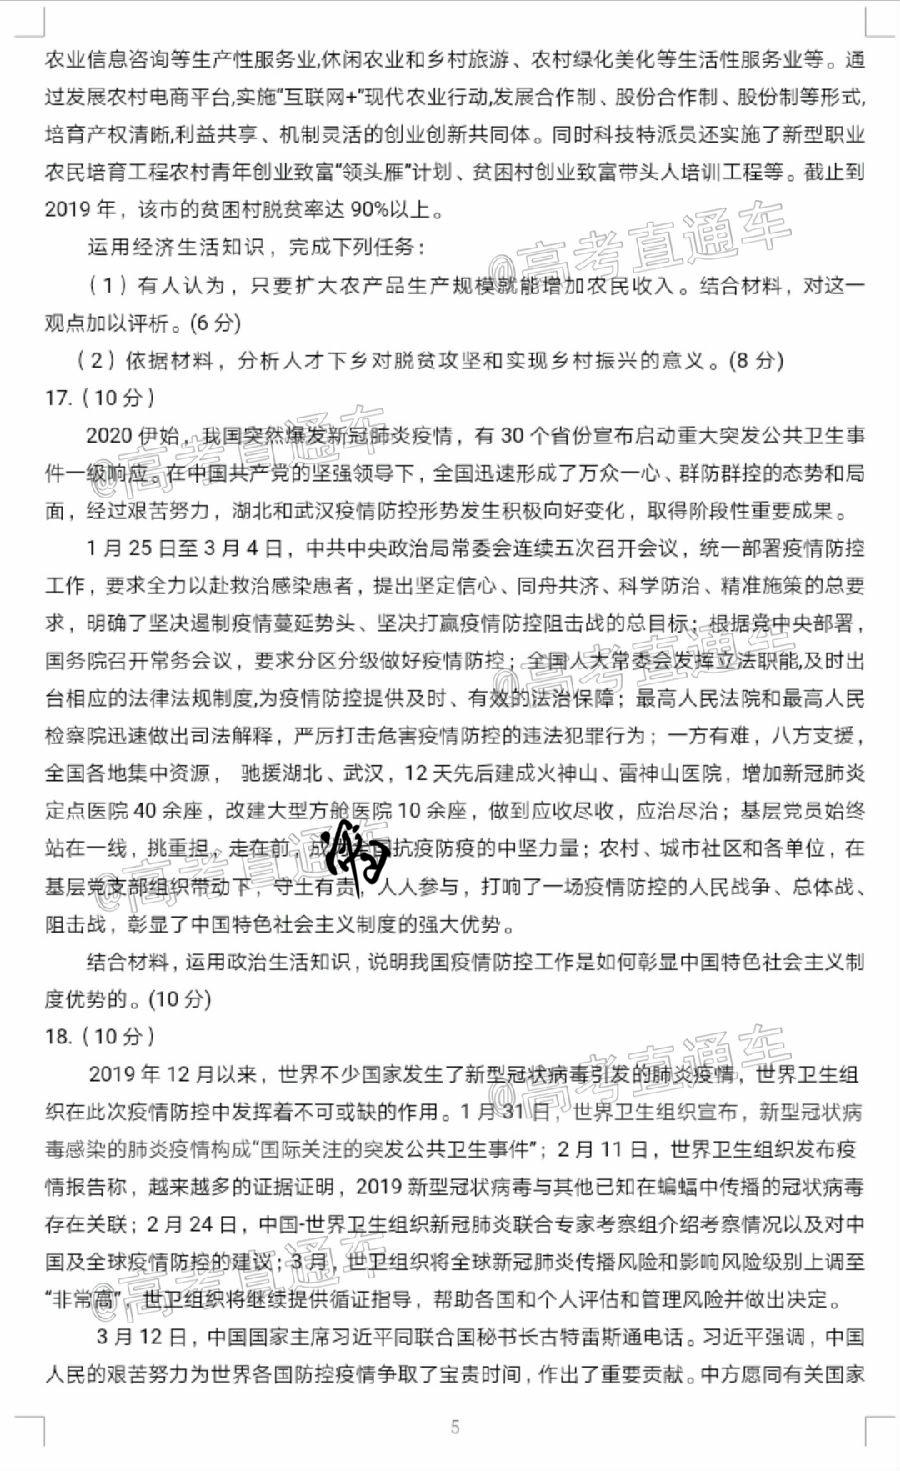 农业信息咨询等生产性服务业,休闲农业和乡村旅游、农村绿化美化等生活性服务业等。通
过发展农村电商平台,实施“互联网+”现代农业行动,发展合作制、股份合作制、股份制等形式,
培育产权清晰,利益共享、机制灵活的创业创新共同体。同时科技特派员还实施了新型职业
农民培育工程农村青年创业致富“领头雁”计划、贫困村创业致富带头人培训工程等。截止到
2019 年，该市的贫困村脱贫率达 90%以上。
运用经济生活知识，完成下列任务：
（1）有人认为，只要扩大农产品生产规模就能增加农民收入。结合材料，对这一
观点加以评析。(6 分)
（2）依据材料，分析人才下乡对脱贫攻坚和实现乡村振兴的意义。(8 分)
17.（10 分）
2020 伊始，我国突然爆发新冠肺炎疫情，有 30 个省份宣布启动重大突发公共卫生事
件一级响应。在中国共产党的坚强领导下，全国迅速形成了万众一心、群防群控的态势和局
面，经过艰苦努力，湖北和武汉疫情防控形势发生积极向好变化，取得阶段性重要成果。
1 月 25 日至 3 月 4 日，中共中央政治局常委会连续五次召开会议，统一部署疫情防控
工作，要求全力以赴救治感染患者，提出坚定信心、同舟共济、科学防治、精准施策的总要
求，明确了坚决遏制疫情蔓延势头、坚决打赢疫情防控阻击战的总目标；根据党中央部署，
国务院召开常务会议，要求分区分级做好疫情防控；全国人大常委会发挥立法职能,及时出
台相应的法律法规制度,为疫情防控提供及时、有效的法治保障；最高人民法院和最高人民
检察院迅速做出司法解释，严厉打击危害疫情防控的违法犯罪行为；一方有难，八方支援，
全国各地集中资源， 驰援湖北、武汉，12 天先后建成火神山、雷神山医院，增加新冠肺炎
定点医院 40 余座，改建大型方舱医院 10 余座，做到应收尽收，应治尽治；基层党员始终
站在一线，挑重担，走在前，成 国抗疫防疫的中坚力量；农村、城市社区和各单位，在
基层党支部组织带动下，守土有责，人人参与，打响了一场疫情防控的人民战争、总体战、
阻击战，彰显了中国特色社会主义制度的强大优势。
结合材料，运用政治生活知识，说明我国疫情防控工作是如何彰显中国特色社会主义制
度优势的。(10 分)
18.（10 分）
2019 年 12 月以来，世界不少国家发生了新型冠状病毒引发的肺炎疫情，世界卫生组
织在此次疫情防控中发挥着不可或缺的作用。1 月 31 日，世界卫生组织宣布，新型冠状病
毒感染的肺炎疫情构成“国际关注的突发公共卫生事件”；2 月 11 日，世界卫生组织发布疫
情报告称，越来越多的证据证明，2019 新型冠状病毒与其他已知在蝙蝠中传播的冠状病毒
存在关联；2 月 24 日，中国-世界卫生组织新冠肺炎联合专家考察组介绍考察情况以及对中
国及全球疫情防控的建议；3 月，世卫组织将全球新冠肺炎传播风险和影响风险级别上调至
“非常高”，世卫组织将继续提供循证指导，帮助各国和个人评估和管理风险并做出决定。
3 月 12 日，中国国家主席习近平同联合国秘书长古特雷斯通电话。习近平强调，中国
人民的艰苦努力为世界各国防控疫情争取了宝贵时间，作出了重要贡献。中方愿同有关国家
5
@高考直通车
@高考直通车
@高考直通车
@高考直通车
@高考直通车
@高考直通车